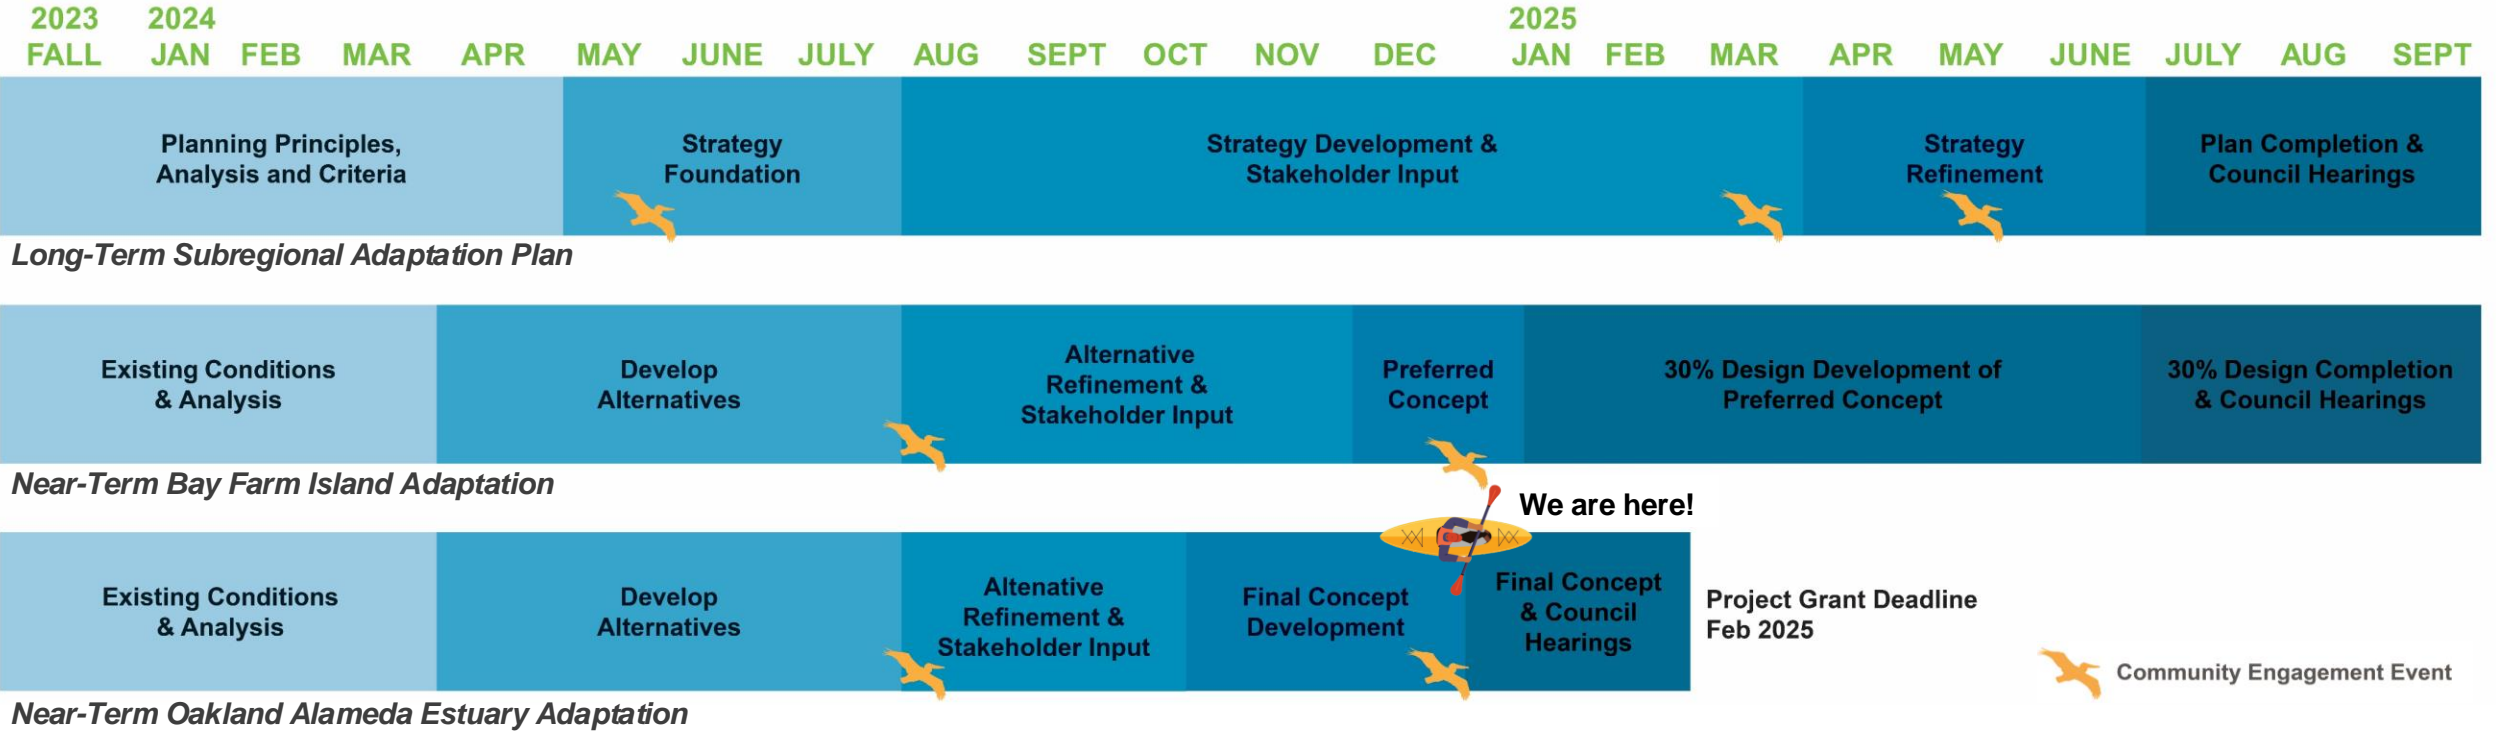 2023 2024 2025
FALL JAN FEB MAR APR MAY JUNE JULY AUG SEPT OCT NOV DEC JAN FEB MAR APR MAY JUNE JULY AUG SEPT
Planning Principles,
Analysis and Criteria
Strategy
Foundation
Strategy Development &
Stakeholder Input
Strategy
Refinement
Plan Completion &
Council Hearings
Long-Term Subregional Adaptation Plan
Existing Conditions
& Analysis
Develop
Alternatives
Alternative
Refinement &
Stakeholder Input
Preferred
Concept
30% Design Development of
Preferred Concept
30% Design Completion
& Council Hearings
Near-Term Bay Farm Island Adaptation
We are here!
Existing Conditions
& Analysis
Develop
Alternatives
Altenative
Refinement &
Stakeholder Input
Final Concept
Development
Final Concept
& Council
Hearings
Project Grant Deadline
Feb 2025
Community Engagement Event
Near-Term Oakland Alameda Estuary Adaptation